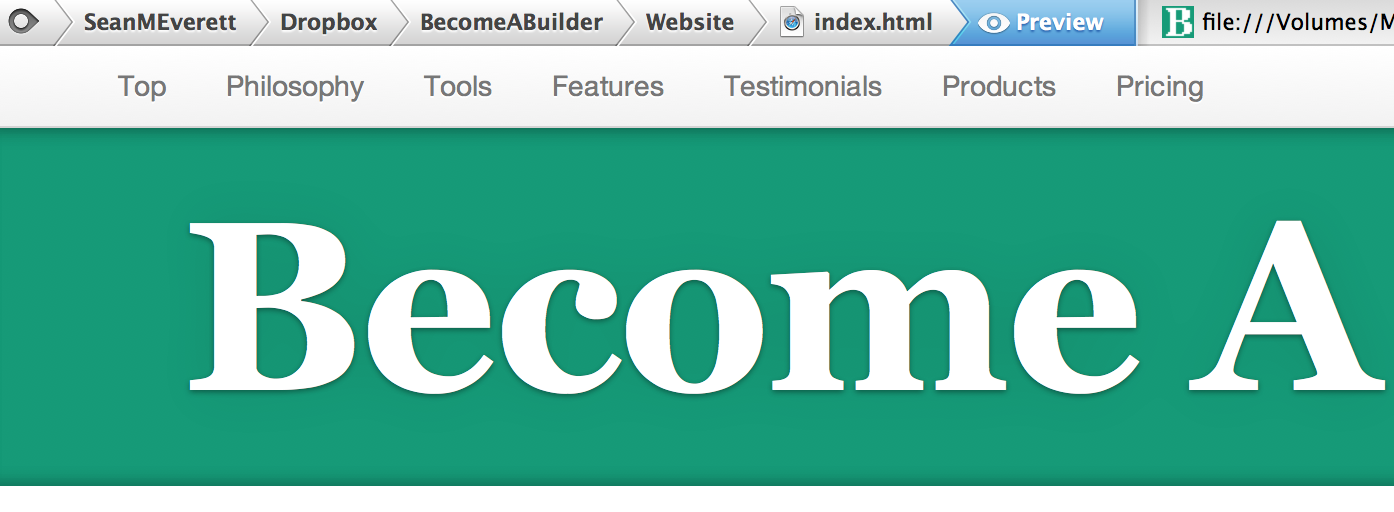 SeanMEverett Dropbox BecomeABuilder Website index.html Preview B file:///Volumes/M
Top Philosophy Tools Features Testimonials Products Pricing
Become A